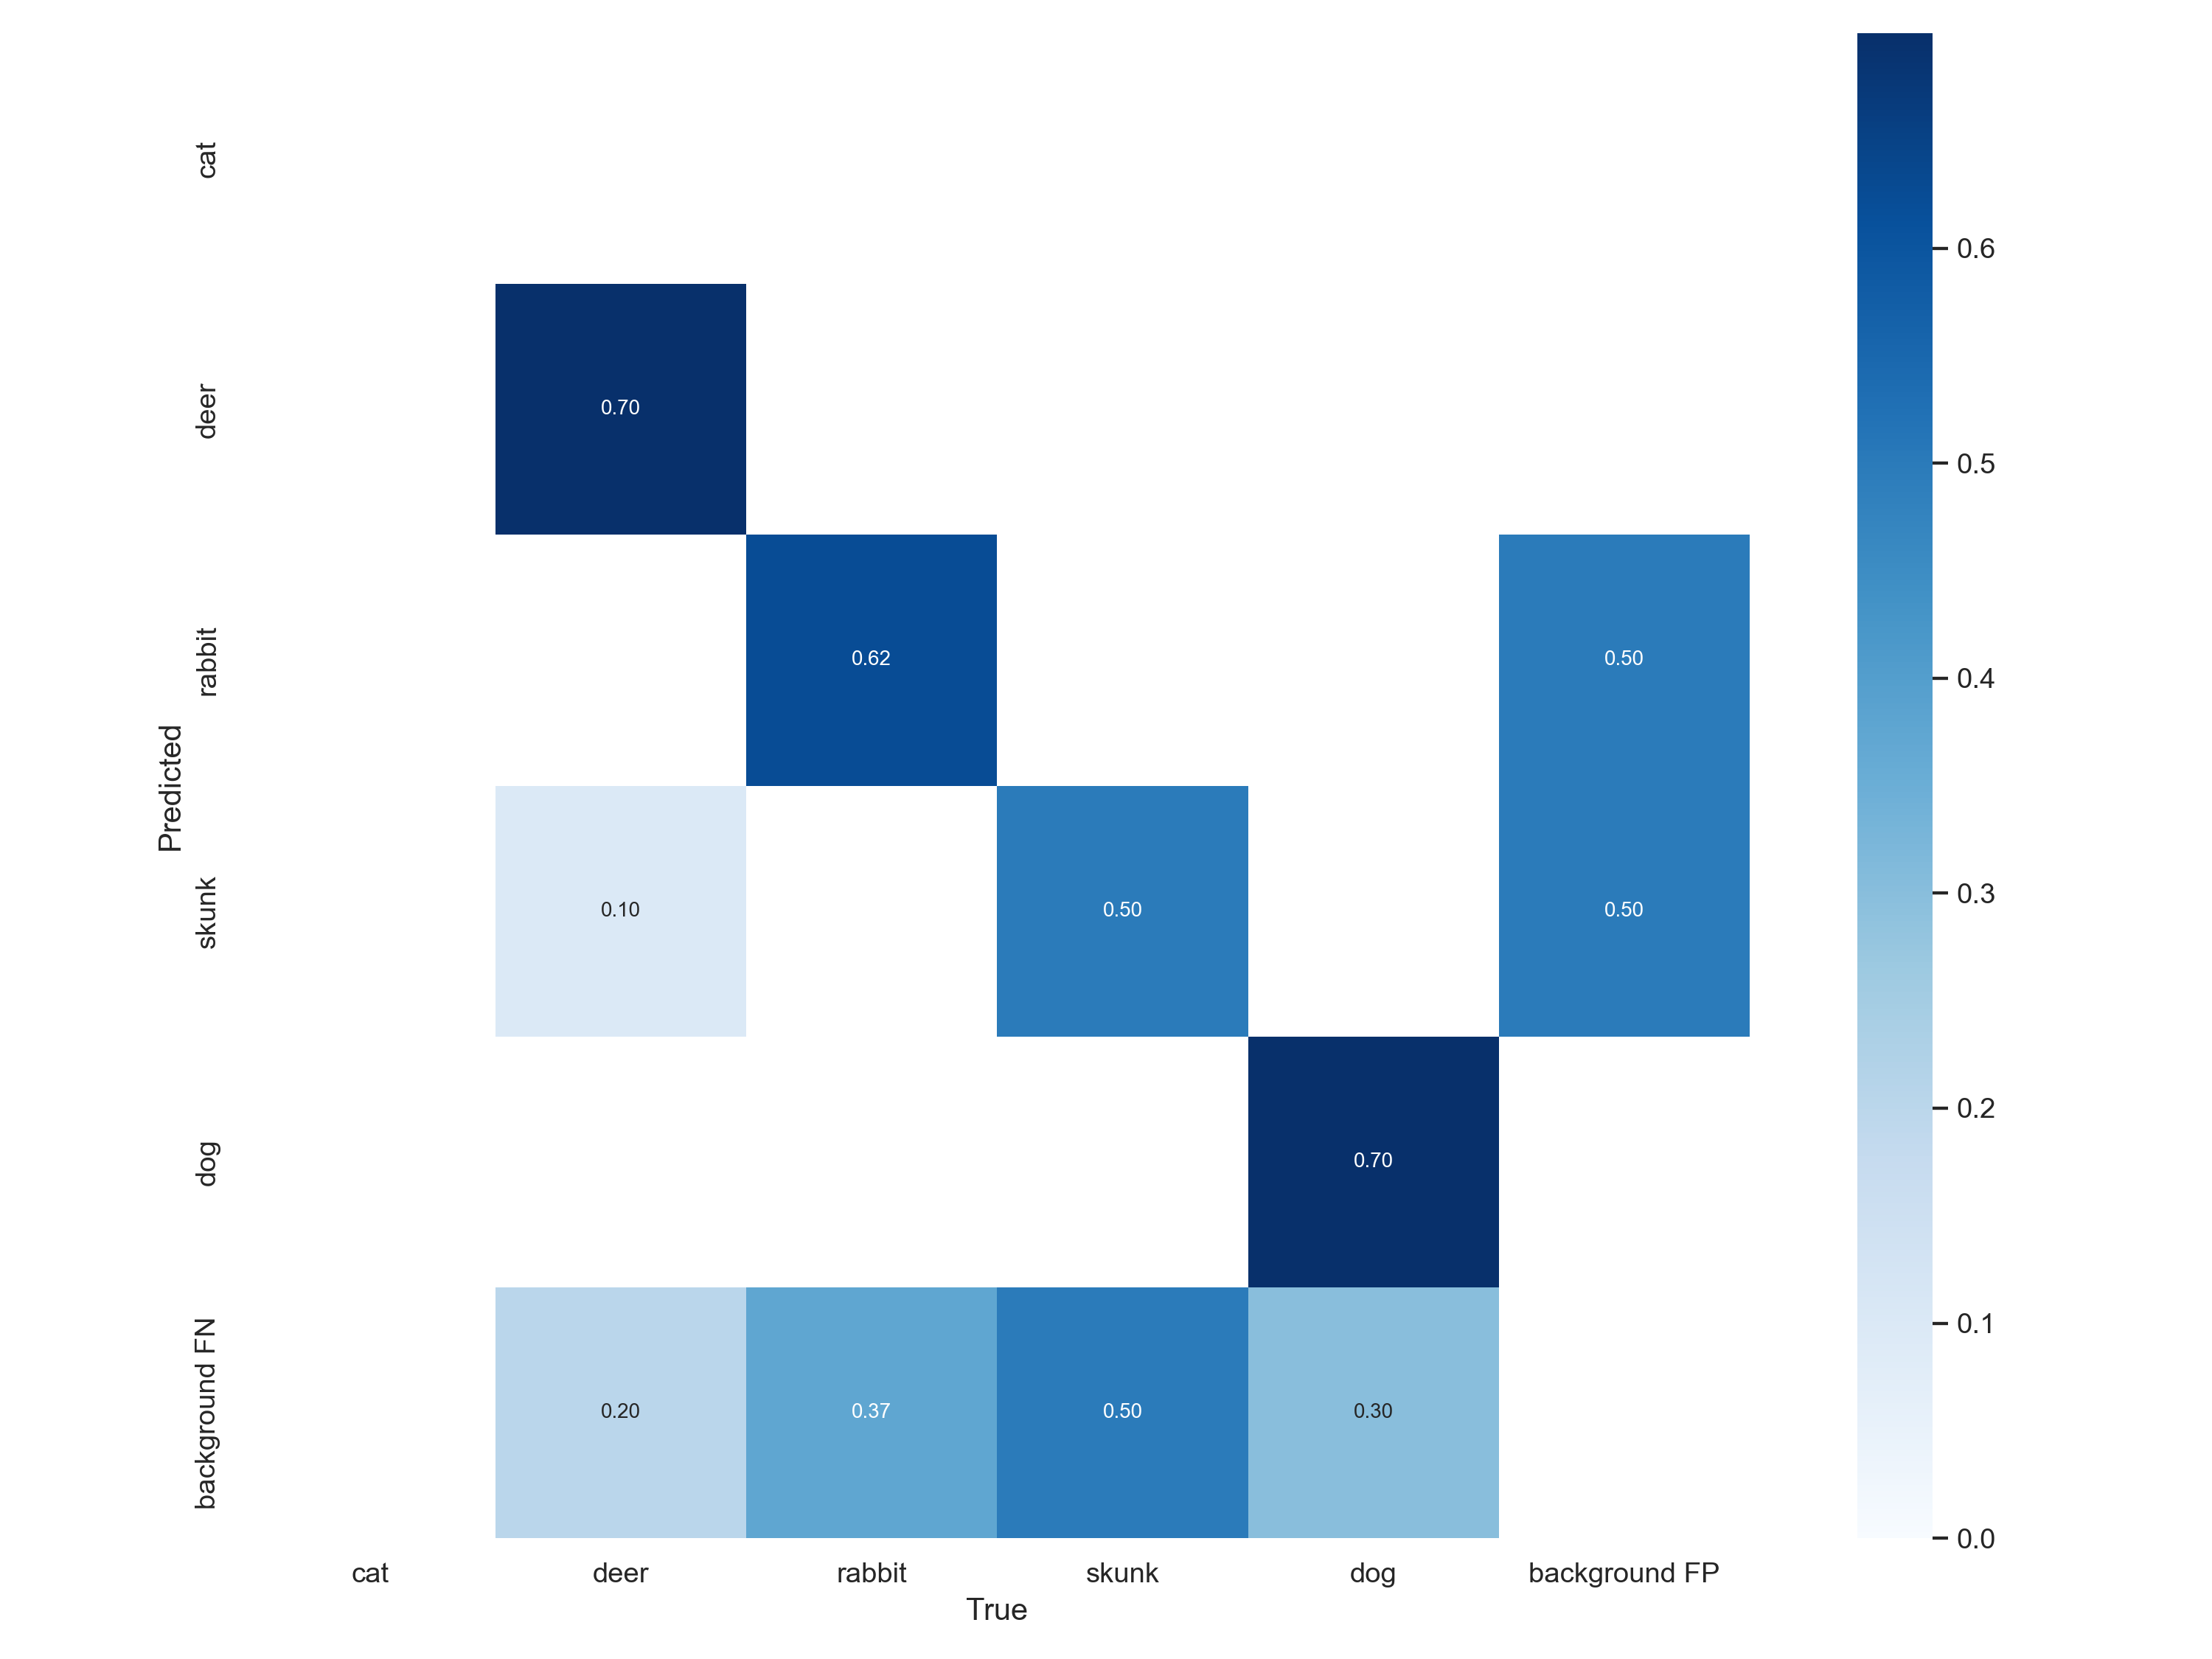 cat
deer
rabbit
skunk
dog
background FN
Predicted
0.70
0.62
0.50
0.10
0.50
0.50
0.70
0.20
0.37
0.50
0.30
cat
deer
rabbit
skunk
dog
background FP
True
0.6
0.5
0.4
0.3
0.2
0.1
0.0